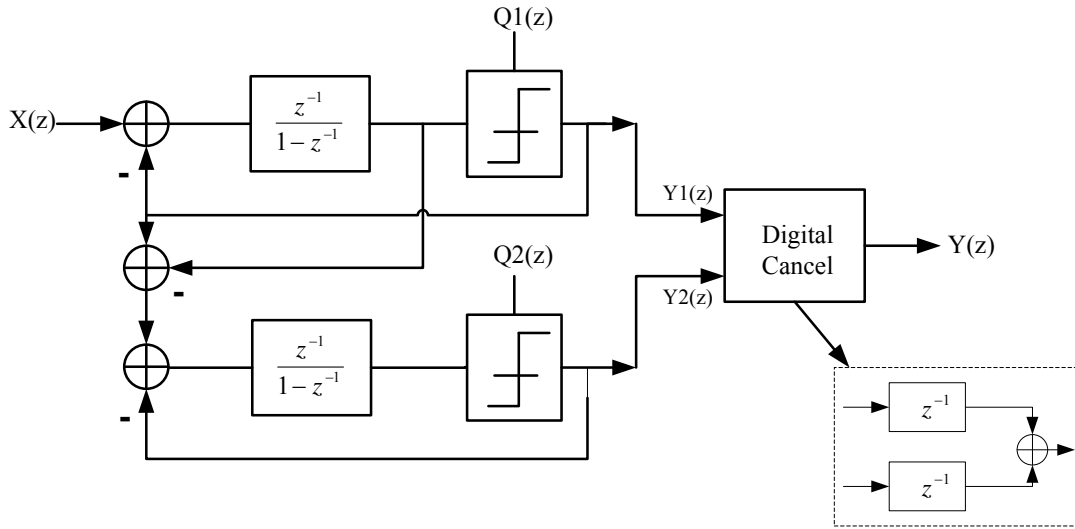 Q1(z)
X(z)
z^{-1}
1 - z^{-1}
-
Y1(z)
Digital
Cancel
Y(z)
-
Q2(z)
Y2(z)
z^{-1}
1 - z^{-1}
-
z^{-1}
z^{-1}